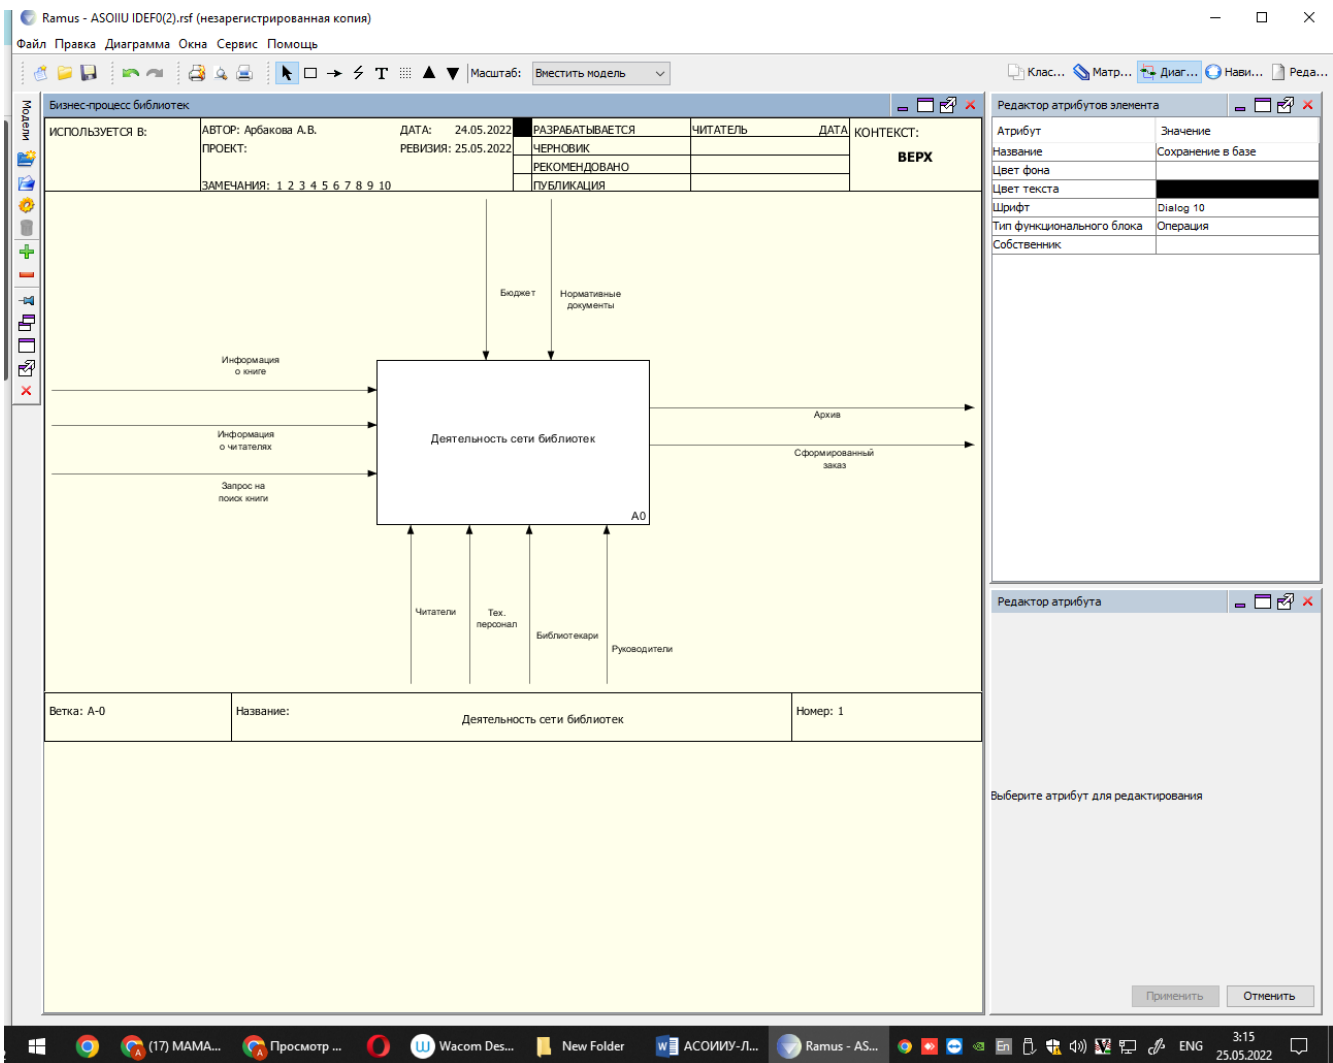 Ramus - ASOIIU IDEF0(2).rsf (незарегистрированная копия)
Файл Правка Диаграмма Окна Сервис Помощь
Масштаб: Вместить модель
Клас... Матр... Диаг... Нави... Реда...
Модели
Бизнес-процесс библиотек
ИСПОЛЬЗУЕТСЯ В:
АВТОР: Арбакова А.В.
ДАТА: 24.05.2022
ПРОЕКТ:
РЕВИЗИЯ: 25.05.2022
ЗАМЕЧАНИЯ: 1 2 3 4 5 6 7 8 9 10
РАЗРАБАТЫВАЕТСЯ
ЧЕРНОВИК
РЕКОМЕНДОВАНО
ПУБЛИКАЦИЯ
ЧИТАТЕЛЬ ДАТА
КОНТЕКСТ:
ВЕРХ
Бюджет
Нормативные
документы
Информация
о книге
Информация
о читателях
Запрос на
поиск книги
Деятельность сети библиотек
A0
Архив
Сформированный
заказ
Читатели
Тех.
персонал
Библиотекари
Руководители
Ветка: A-0
Название:
Деятельность сети библиотек
Номер: 1
Редактор атрибутов элемента
Атрибут Значение
Название Сохранение в базе
Цвет фона
Цвет текста
Шрифт Dialog 10
Тип функционального блока Операция
Собственник
Редактор атрибута
Выберите атрибут для редактирования
Применить Отменить
(17) МАМА...
Просмотр ...
Wacom Des...
New Folder
АСОИИУ-Л...
Ramus - AS...
En
ENG
3:15
25.05.2022